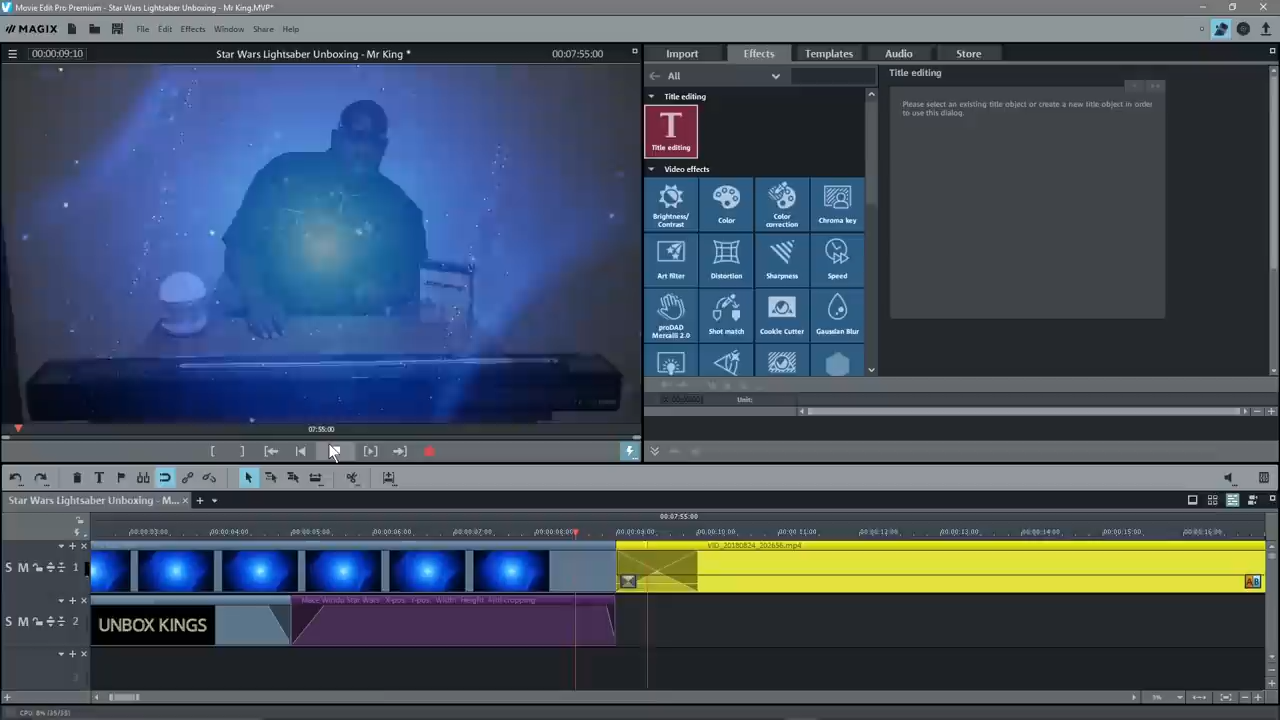 Movie Edit Pro Premium - Star Wars Lightsaber Unboxing - Mr King.MVP*
MAGIX File Edit Effects Window Share Help
00:00:09:10 Star Wars Lightsaber Unboxing - Mr King * 00:07:55:00
Import Effects Templates Audio Store
All
Title editing
Title editing
Please select an existing title object or create a new title object in order
to use this dialog.
Title editing
T
Video effects
Brightness/
Contrast
Color
Color
correction
Chroma key
Art filter
Distortion
Sharpness
Speed
proDAD
Mercalli 2.0
Shot match
Cookie Cutter
Gaussian Blur
Unit:
07:55:00
Star Wars Lightsaber Unboxing - M...
00:07:55:00
00:00:03:00 00:00:04:00 00:00:05:00 00:00:06:00 00:00:07:00 00:00:08:00 00:00:09:00 00:00:10:00 00:00:11:00 00:00:12:00 00:00:13:00 00:00:14:00 00:00:15:00 00:00:16:00
VID_20180824_202656.mp4
S M 1
AB
Mace Windu Star Wars X-pos, Y-pos, Width, Height, Anti-cropping
S M 2
UNBOX KINGS
3
CPU: 8%